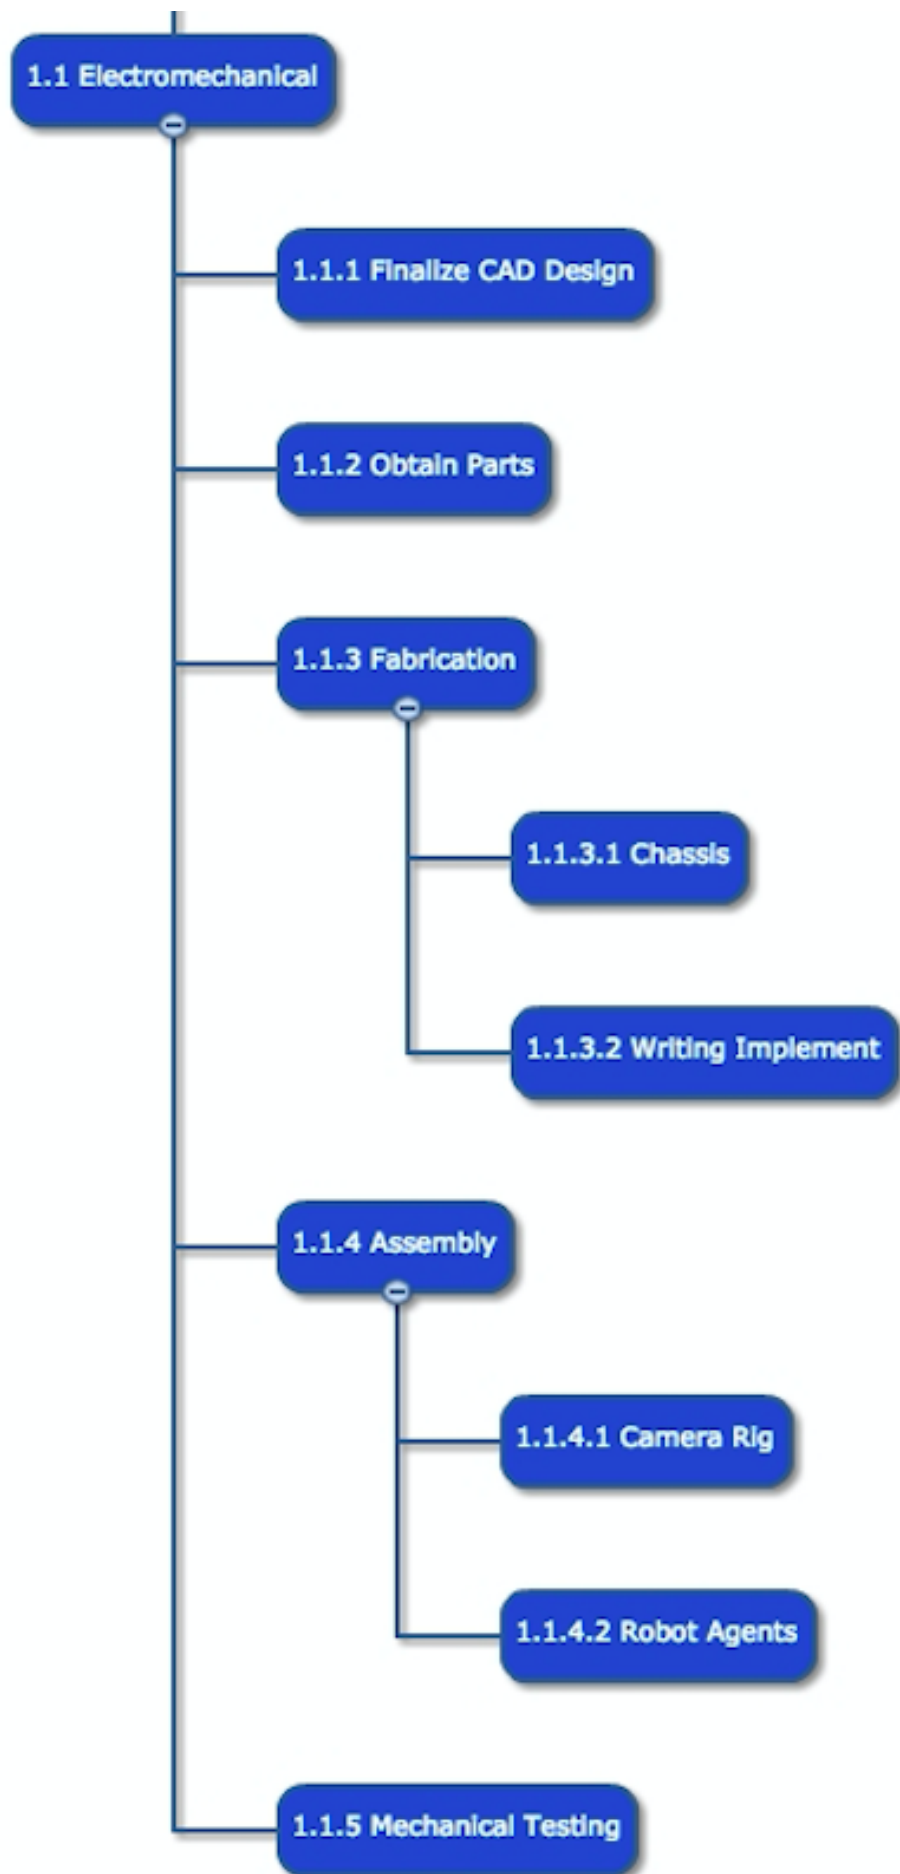 1.1 Electromechanical
1.1.1 Finalize CAD Design
1.1.2 Obtain Parts
1.1.3 Fabrication
1.1.3.1 Chassis
1.1.3.2 Writing Implement
1.1.4 Assembly
1.1.4.1 Camera Rig
1.1.4.2 Robot Agents
1.1.5 Mechanical Testing